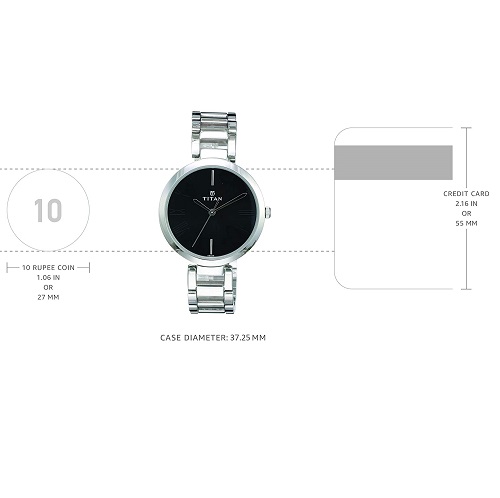 10
TITAN
10 RUPEE COIN
1.06 IN
OR
27 MM
CREDIT CARD
2.16 IN
OR
55 MM
CASE DIAMETER: 37.25 MM